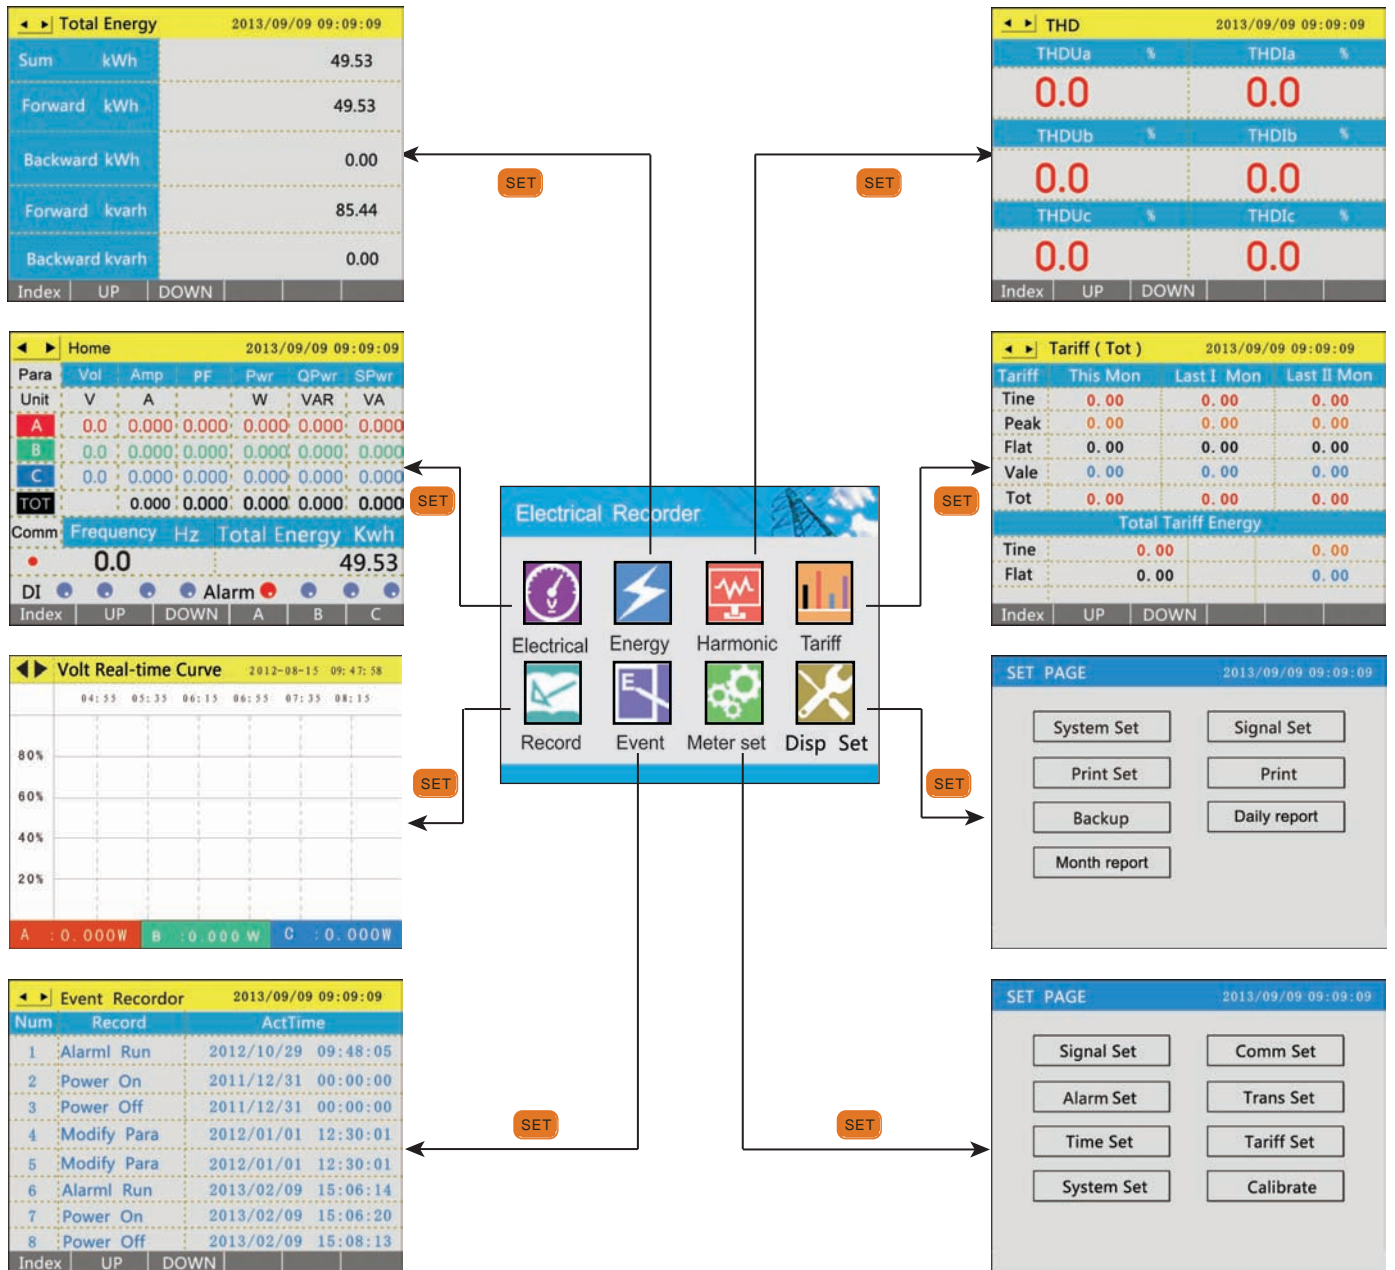 Total Energy 2013/09/09 09:09:09
Sum kWh 49.53
Forward kWh 49.53
Backward kWh 0.00
Forward kvarh 85.44
Backward kvarh 0.00
Index UP DOWN
SET
THD 2013/09/09 09:09:09
THDUa % THDIa %
0.0 0.0
THDUb % THDIb %
0.0 0.0
THDUc % THDIc %
0.0 0.0
Index UP DOWN
SET
Home 2013/09/09 09:09:09
Para Vol Amp PF Pwr QPwr SPwr
Unit V A W VAR VA
A 0.0 0.000 0.000 0.000 0.000 0.000
B 0.0 0.000 0.000 0.000 0.000 0.000
C 0.0 0.000 0.000 0.000 0.000 0.000
TOT 0.000 0.000 0.000 0.000 0.000
Comm Frequency Hz Total Energy Kwh
0.0 49.53
DI Alarm
Index UP DOWN A B C
SET
Tariff ( Tot ) 2013/09/09 09:09:09
Tariff This Mon Last I Mon Last II Mon
Tine 0.00 0.00 0.00
Peak 0.00 0.00 0.00
Flat 0.00 0.00 0.00
Vale 0.00 0.00 0.00
Tot 0.00 0.00 0.00
Total Tariff Energy
Tine 0.00 0.00
Flat 0.00 0.00
Index UP DOWN
SET
Electrical Recorder
V
Electrical Energy Harmonic Tariff
E
Record Event Meter set Disp Set
Volt Real-time Curve 2012-08-15 09:47:58
04:55 05:35 06:15 06:55 07:35 08:15
80%
60%
40%
20%
A :0.000W B :0.000 W C :0.000W
SET
SET PAGE 2013/09/09 09:09:09
System Set Signal Set
Print Set Print
Backup Daily report
Month report
SET
Event Recordor 2013/09/09 09:09:09
Num Record ActTime
1 Alarml Run 2012/10/29 09:48:05
2 Power On 2011/12/31 00:00:00
3 Power Off 2011/12/31 00:00:00
4 Modify Para 2012/01/01 12:30:01
5 Modify Para 2012/01/01 12:30:01
6 Alarml Run 2013/02/09 15:06:14
7 Power On 2013/02/09 15:06:20
8 Power Off 2013/02/09 15:08:13
Index UP DOWN
SET
SET PAGE 2013/09/09 09:09:09
Signal Set Comm Set
Alarm Set Trans Set
Time Set Tariff Set
System Set Calibrate
SET